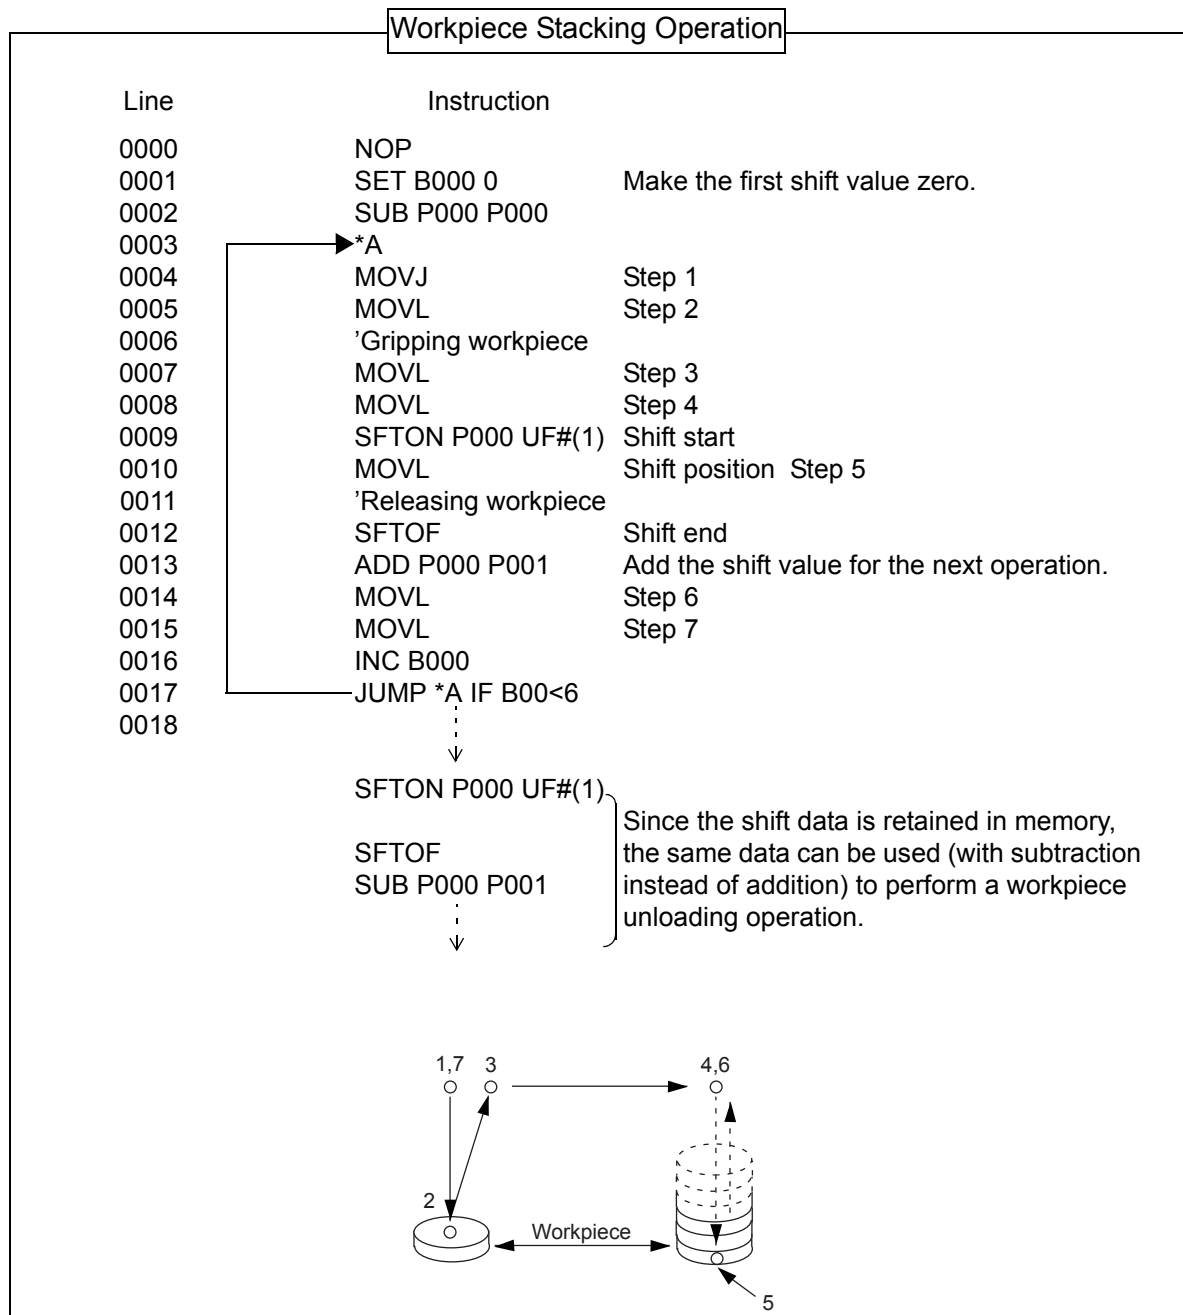 Workpiece Stacking Operation
Line Instruction
0000 NOP
0001 SET B000 0 Make the first shift value zero.
0002 SUB P000 P000
0003 *A
0004 MOVJ Step 1
0005 MOVL Step 2
0006 ’Gripping workpiece
0007 MOVL Step 3
0008 MOVL Step 4
0009 SFTON P000 UF#(1) Shift start
0010 MOVL Shift position Step 5
0011 ’Releasing workpiece
0012 SFTOF Shift end
0013 ADD P000 P001 Add the shift value for the next operation.
0014 MOVL Step 6
0015 MOVL Step 7
0016 INC B000
0017 JUMP *A IF B00<6
0018
SFTON P000 UF#(1)
Since the shift data is retained in memory,
SFTOF the same data can be used (with subtraction
SUB P000 P001 instead of addition) to perform a workpiece
unloading operation.
1,7 3 4,6
2
Workpiece
5